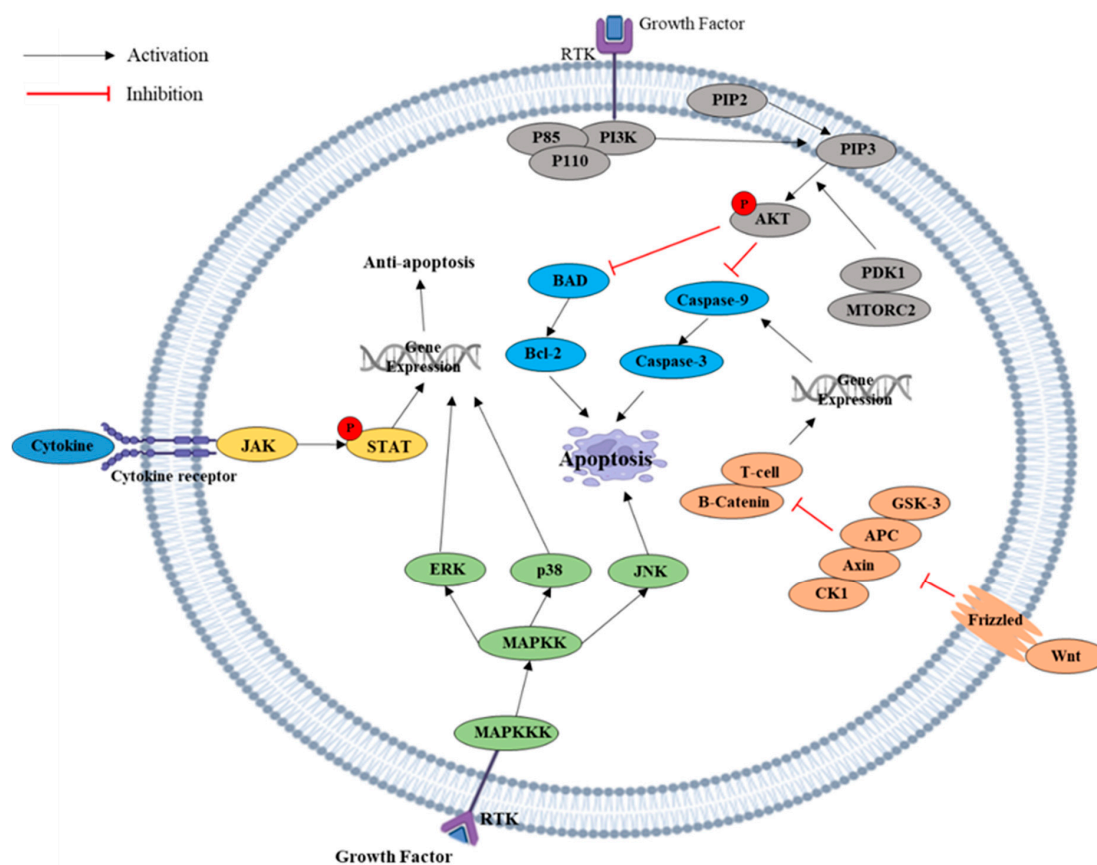 Growth Factor
Activation
RTK
Inhibition
PIP2
P85
PI3K
P110
PIP3
P
AKT
Anti-apoptosis
BAD
PDK1
Caspase-9
MTORC2
Gene
Expression
Bcl-2
Caspase-3
Gene
Expression
P
Cytokine
JAK
STAT
Cytokine receptor
Apoptosis
T-cell
B-Catenin
GSK-3
APC
ERK
p38
JNK
Axin
CK1
Frizzled
MAPKK
Wnt
MAPKKK
RTK
Growth Factor